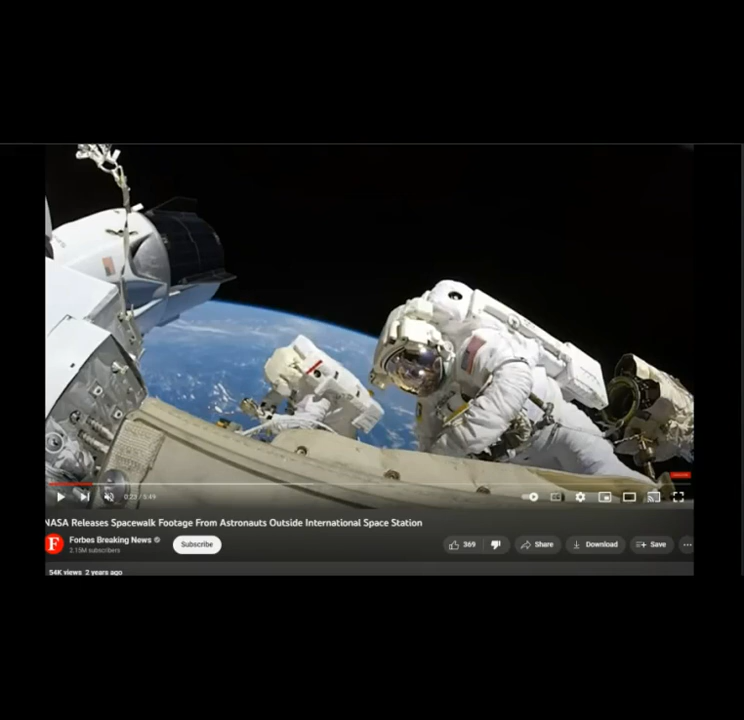 0:23 / 5:49
NASA Releases Spacewalk Footage From Astronauts Outside International Space Station
F
Forbes Breaking News
2.15M subscribers
Subscribe
369
Share
Download
Save
54K views 2 years ago